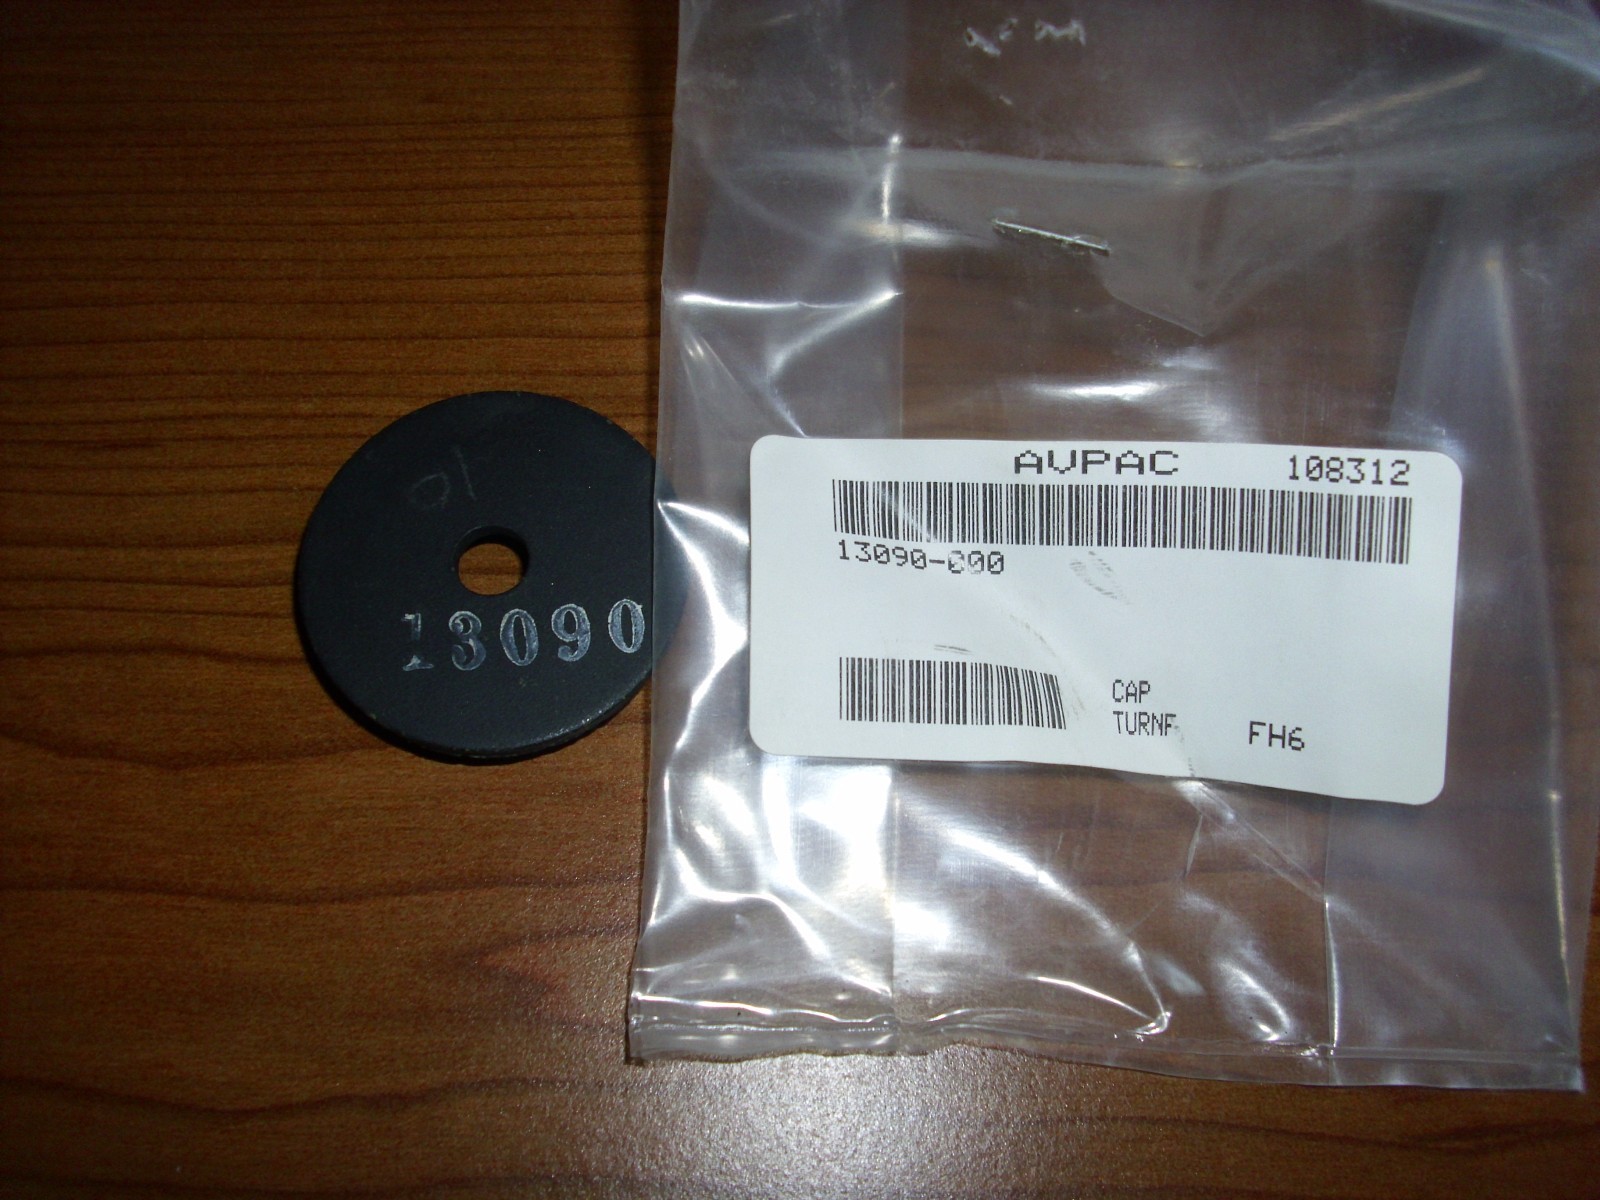 01
13090
AVPAC 108312
13090-000
CAP
TURNF FH6